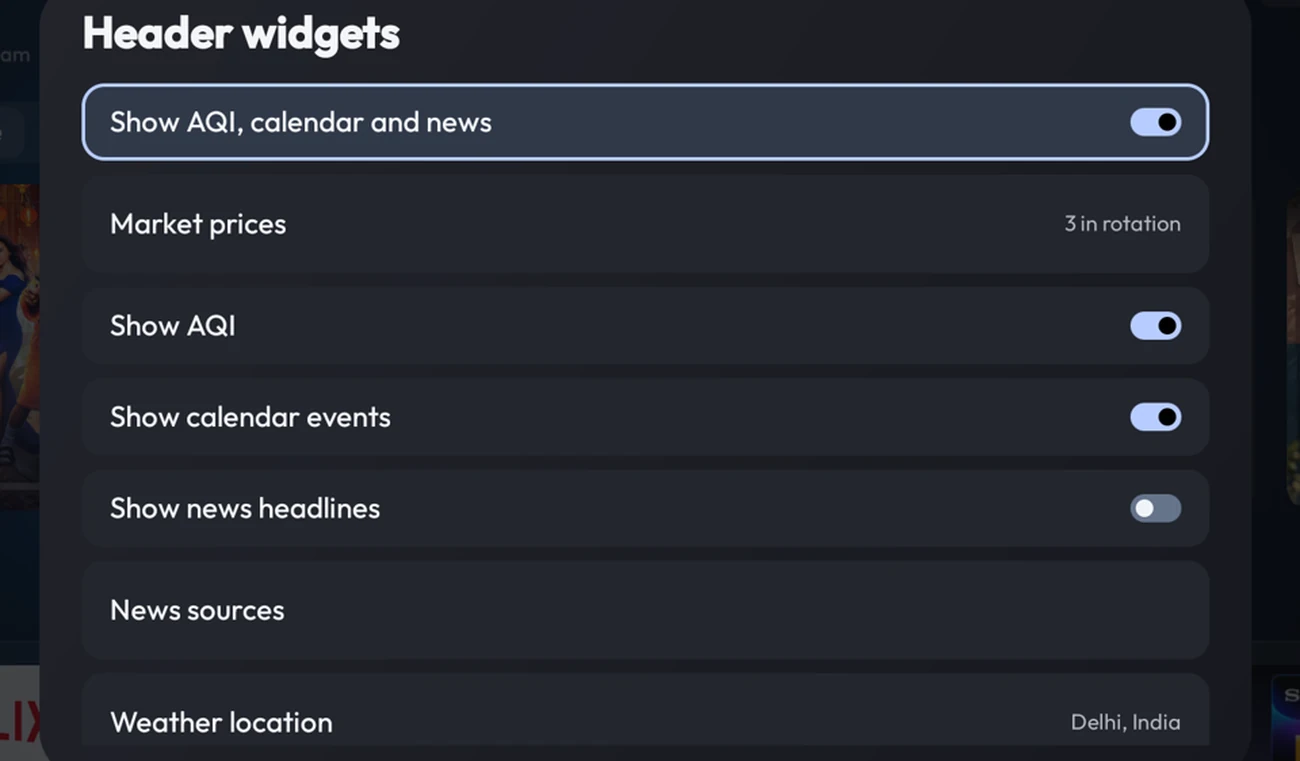 Header widgets
am
Show AQI, calendar and news
Market prices
3 in rotation
Show AQI
Show calendar events
Show news headlines
News sources
Weather location
Delhi, India